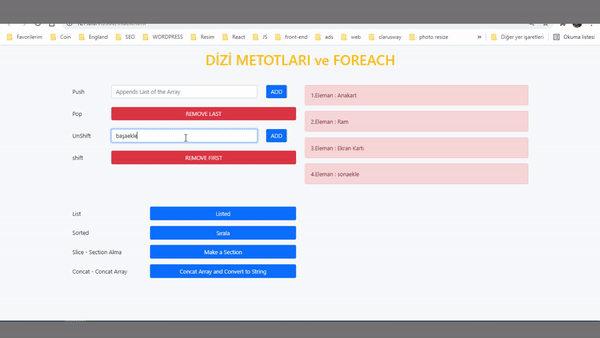 Favorilerim Coin England SEO WORDPRESS Resim React JS front-end ads web clarusway photo resize » Diğer yer işaretleri Okuma listesi
DİZİ METOTLARI ve FOREACH
Push Appends Last of the Array ADD
Pop REMOVE LAST
UnShift başaekle ADD
shift REMOVE FIRST
1.Eleman : Anakart
2.Eleman : Ram
3.Eleman : Ekran Kartı
4.Eleman : sonaekle
List Listed
Sorted Sırala
Slice - Section Alma Make a Section
Concat - Concat Array Concat Array and Convert to String